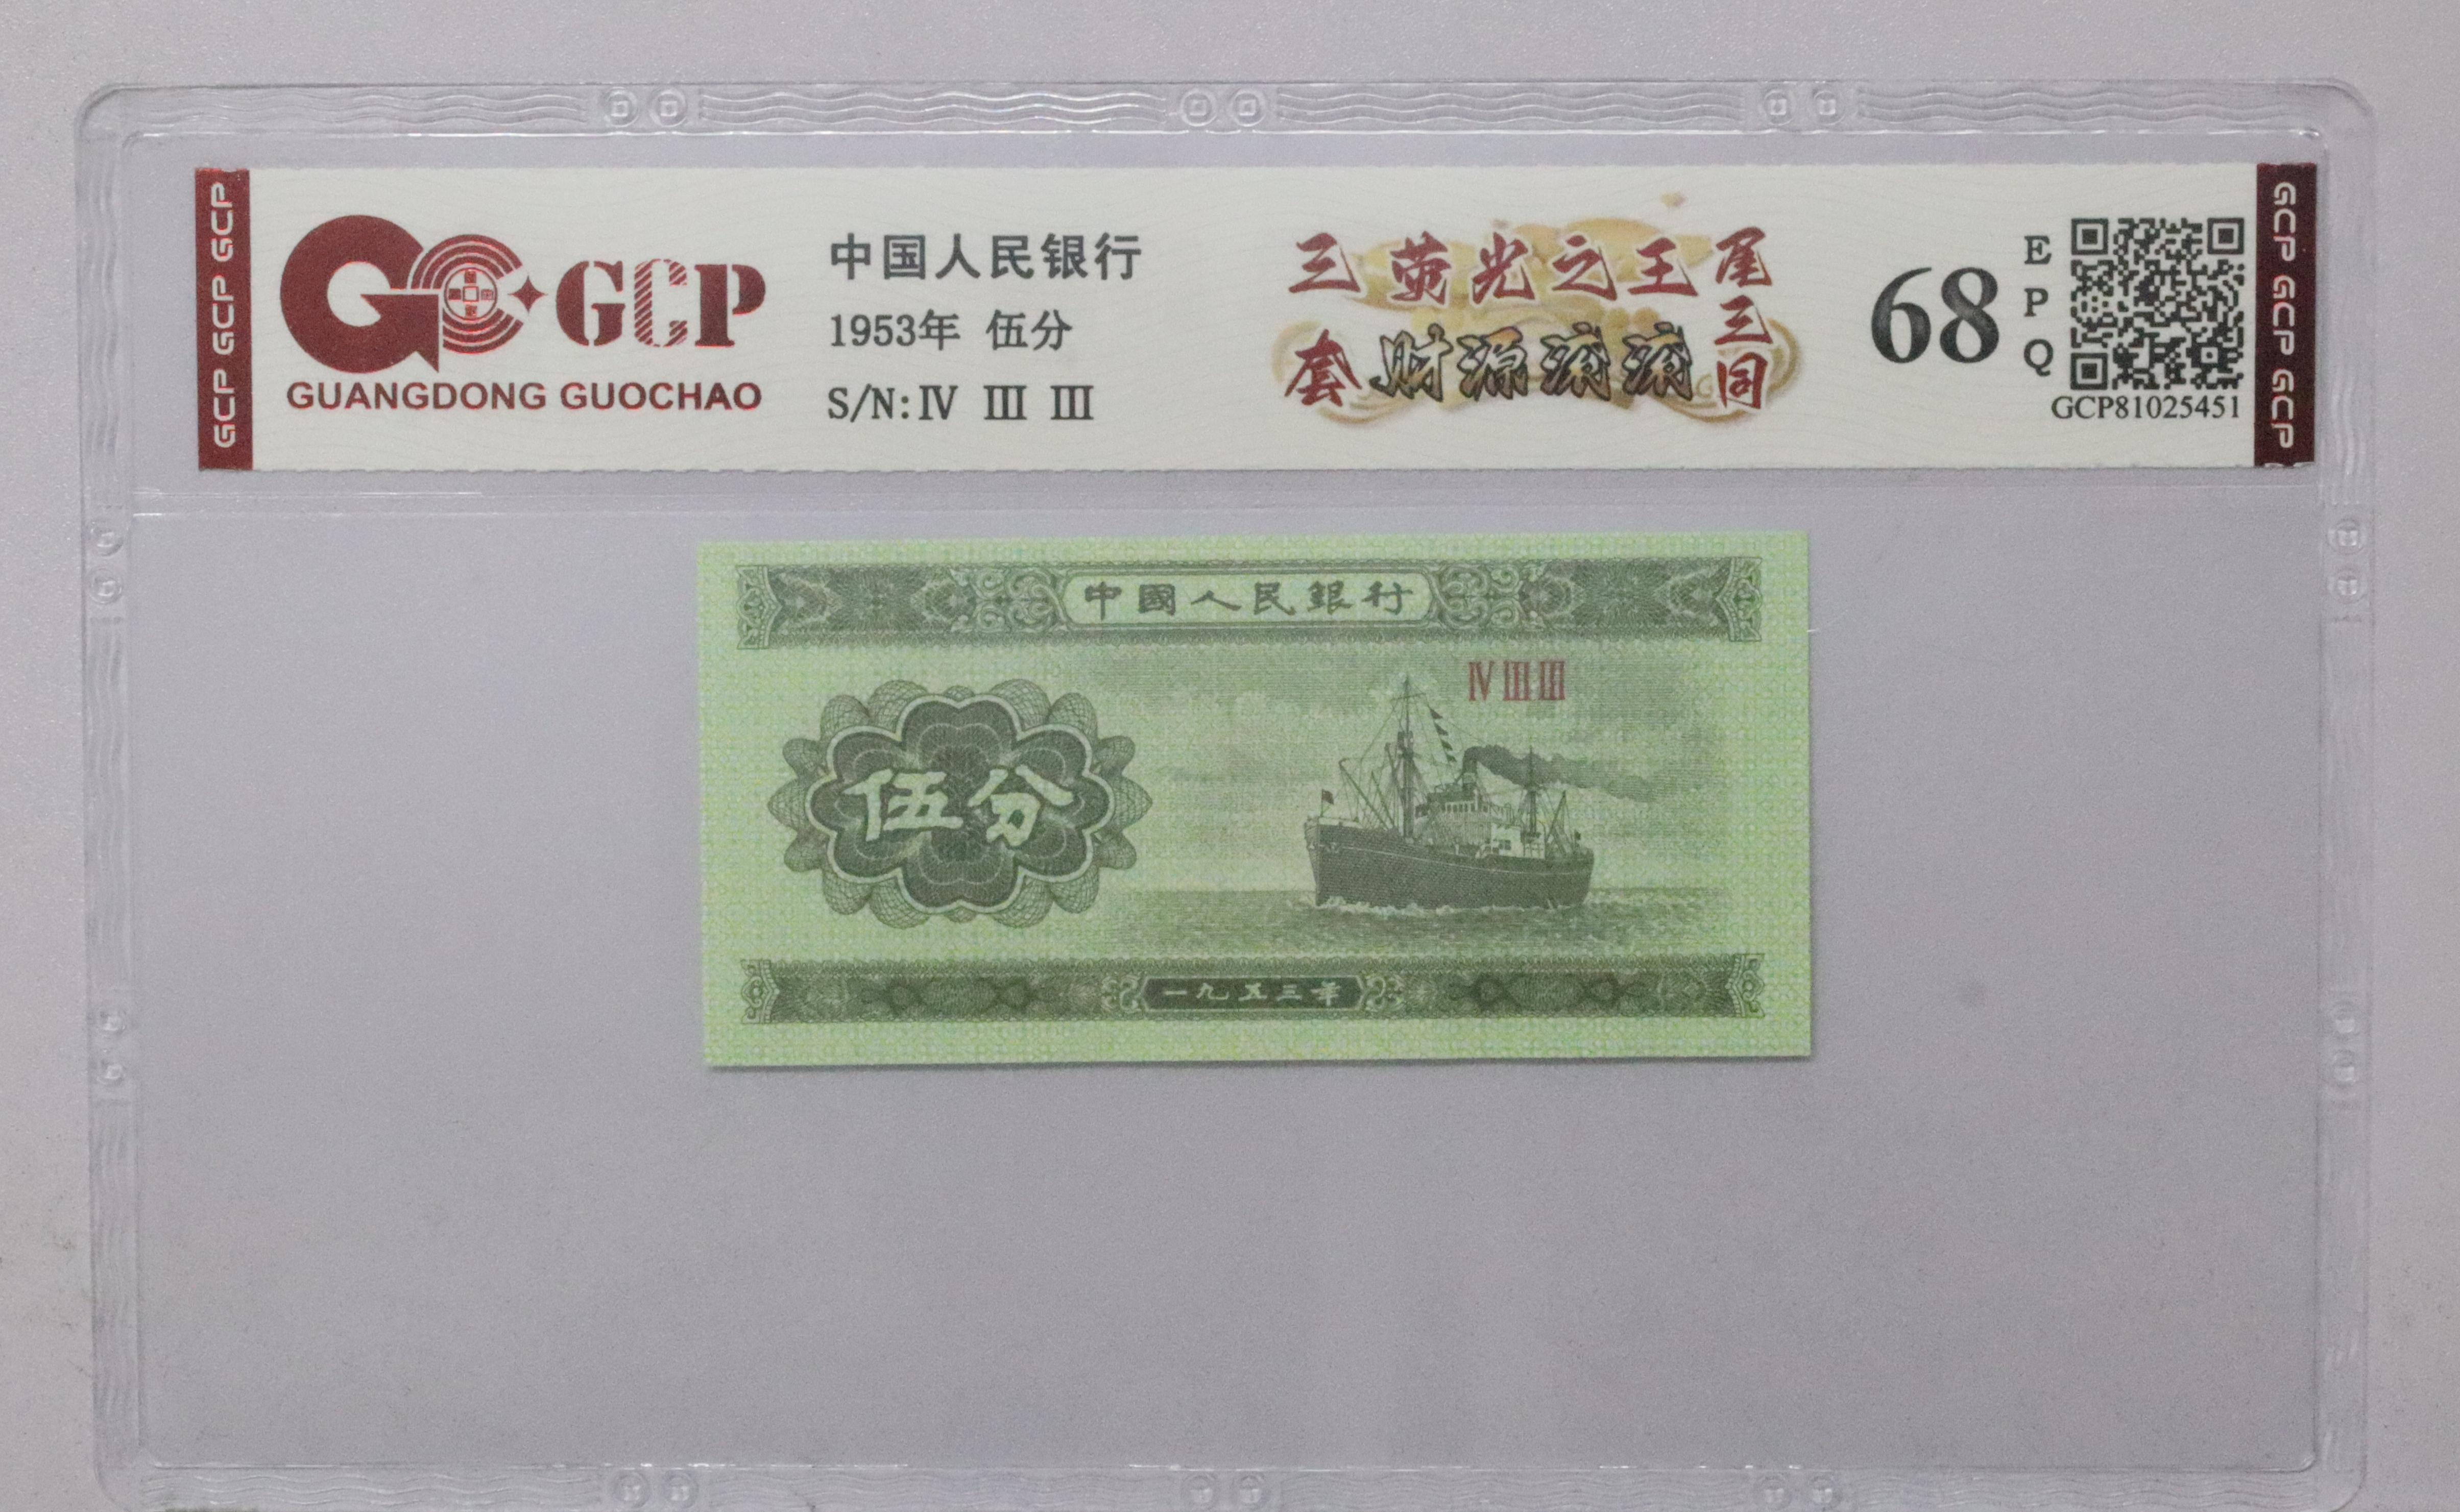 GCP GCP GCP
GCP
GUANGDONG GUOCHAO
中国人民银行
1953年 伍分
S/N:Ⅳ Ⅲ Ⅲ
三套
荧光之王
财源滚滚
尾三同
68
EPQ
GCP81025451
GCP GCP GCP
中國人民銀行
ⅣⅢⅢ
伍分
一九五三年